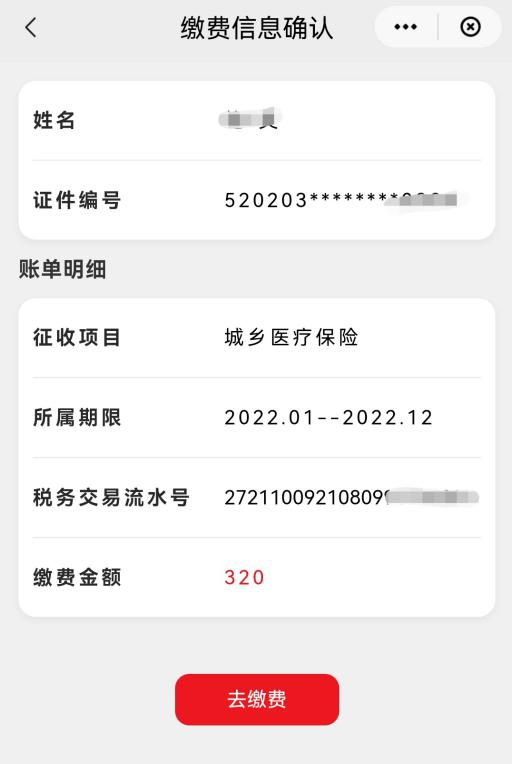 缴费信息确认
姓名
证件编号 520203********
账单明细
征收项目 城乡医疗保险
所属期限 2022.01--2022.12
税务交易流水号 272110092108099
缴费金额 320
去缴费